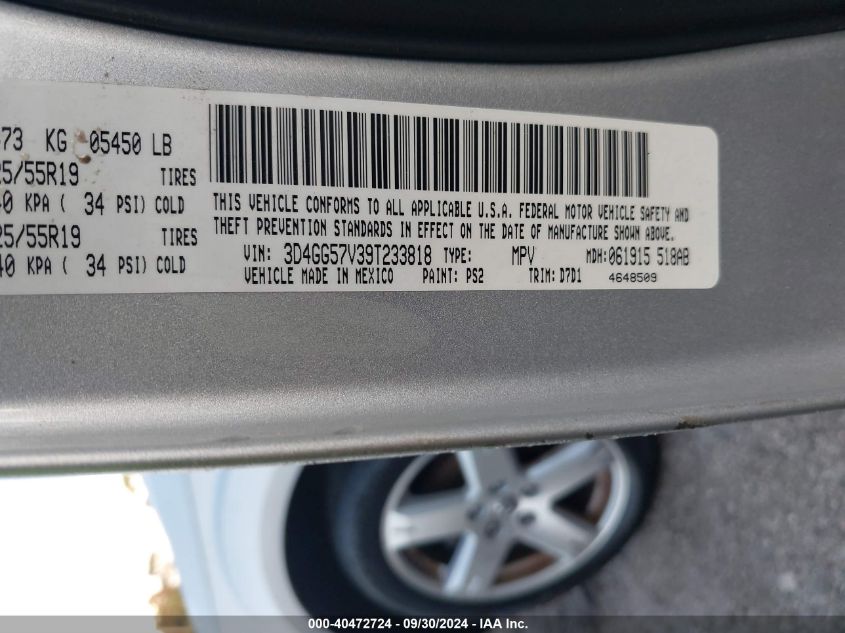 73 KG 05450 LB
25/55R19 TIRES
40 KPA ( 34 PSI) COLD
25/55R19 TIRES
40 KPA ( 34 PSI) COLD
THIS VEHICLE CONFORMS TO ALL APPLICABLE U.S.A. FEDERAL MOTOR VEHICLE SAFETY AND
THEFT PREVENTION STANDARDS IN EFFECT ON THE DATE OF MANUFACTURE SHOWN ABOVE.
VIN: 3D4GG57V39T233818 TYPE: MPV MDH: 061915 518AB
VEHICLE MADE IN MEXICO PAINT: PS2 TRIM: D7D1 4648509
000-40472724 - 09/30/2024 - IAA Inc.